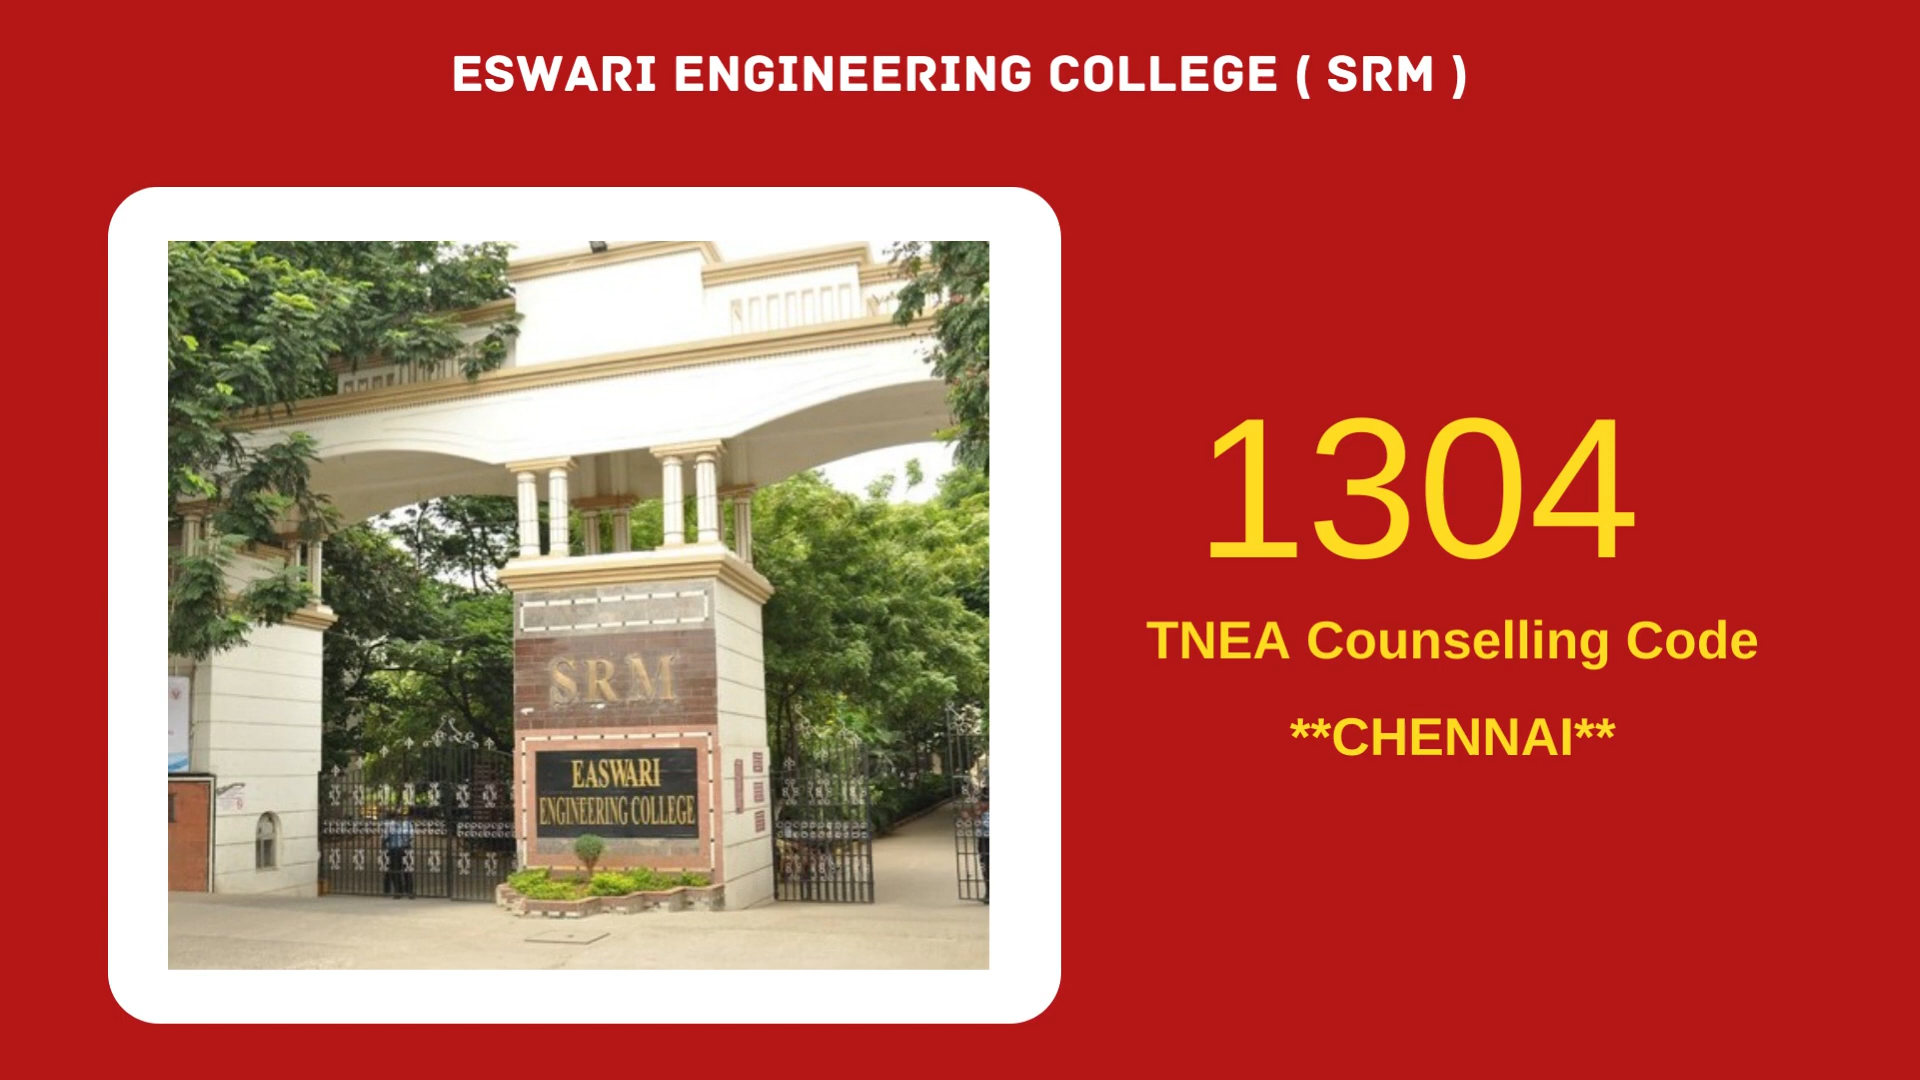 ESWARI ENGINEERING COLLEGE ( SRM )
SRM
EASWARI
ENGINEERING COLLEGE
1304
TNEA Counselling Code
**CHENNAI**